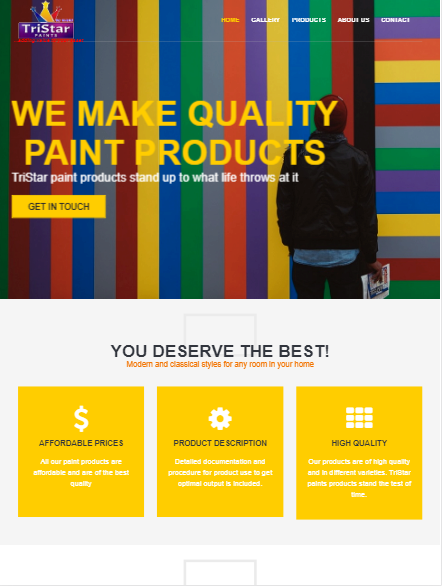 TriStar
PAINTS
HOME GALLERY PRODUCTS ABOUT US CONTACT
WE MAKE QUALITY
PAINT PRODUCTS
TriStar paint products stand up to what life throws at it
GET IN TOUCH
YOU DESERVE THE BEST!
Modern and classical styles for any room in your home
AFFORDABLE PRICES
All our paint products are
affordable and are of the best
quality
PRODUCT DESCRIPTION
Detailed documentation and
procedure for product use to get
optimal output is included.
HIGH QUALITY
Our products are of high quality
and in different varieties. TriStar
paints products stand the test of
time.